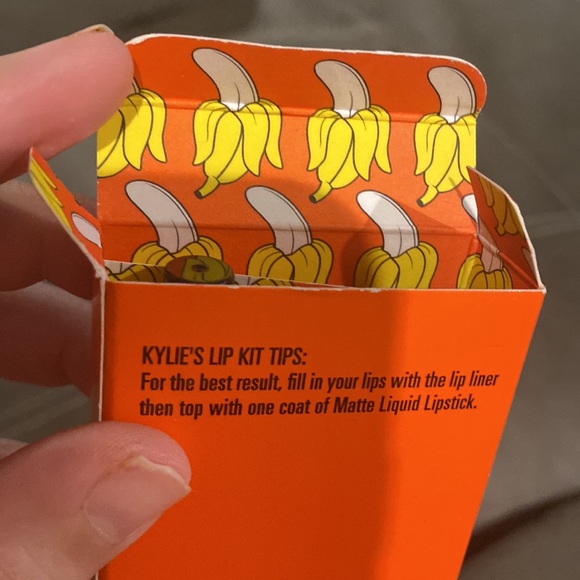 KYLIE'S LIP KIT TIPS:
For the best result, fill in your lips with the lip liner
then top with one coat of Matte Liquid Lipstick.